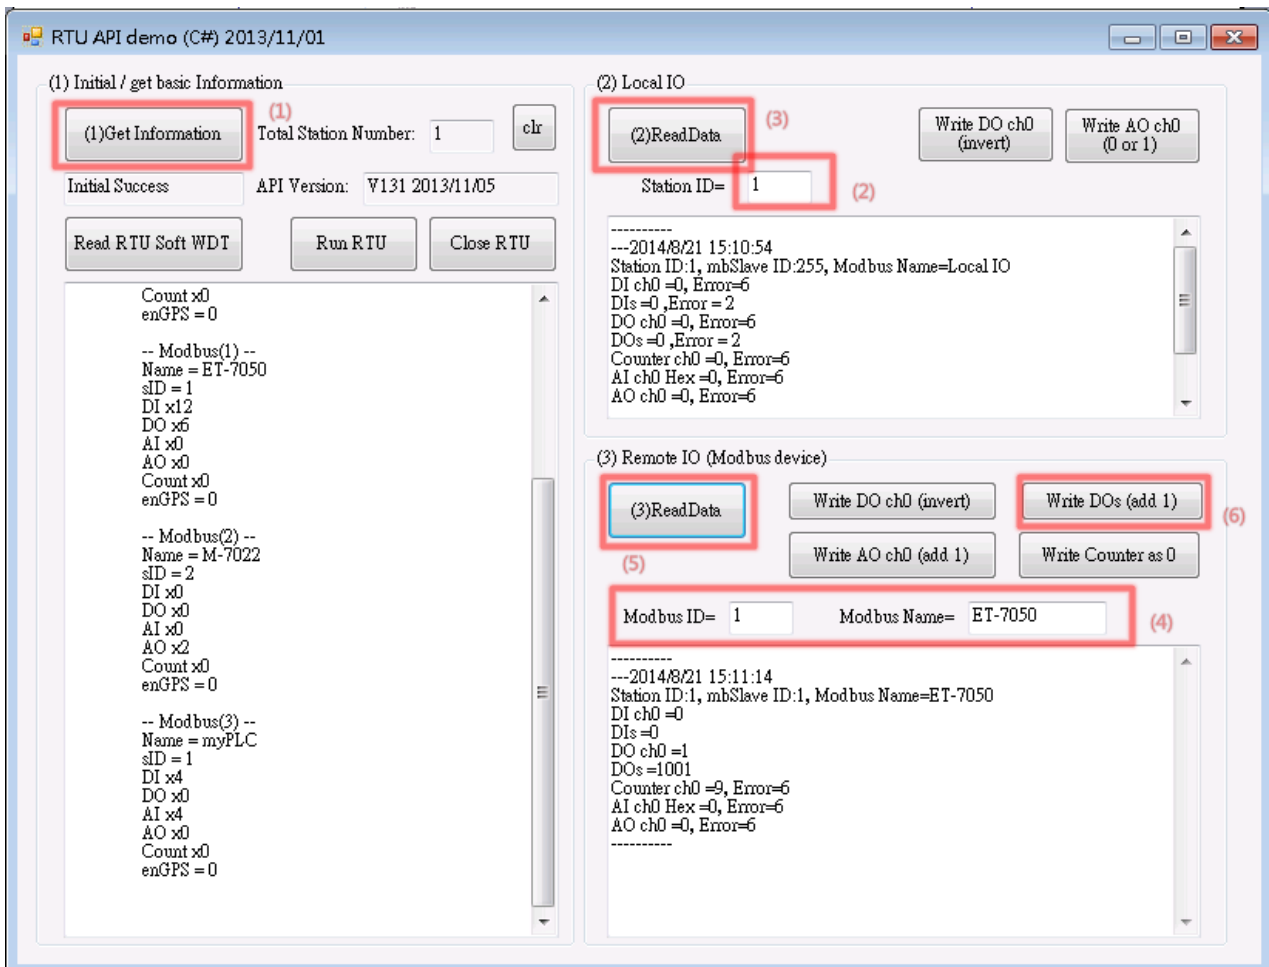 RTU API demo (C#) 2013/11/01
(1) Initial / get basic Information
(1)Get Information
(1)
Total Station Number: 1
clr
Initial Success
API Version: V131 2013/11/05
Read RTU Soft WDT
Run RTU
Close RTU
Count x0
enGPS = 0
-- Modbus(1) --
Name = ET-7050
sID = 1
DI x12
DO x6
AI x0
AO x0
Count x0
enGPS = 0
-- Modbus(2) --
Name = M-7022
sID = 2
DI x0
DO x0
AI x0
AO x2
Count x0
enGPS = 0
-- Modbus(3) --
Name = myPLC
sID = 1
DI x4
DO x0
AI x4
AO x0
Count x0
enGPS = 0
(2) Local IO
(2)ReadData
(3)
Write DO ch0
(invert)
Write AO ch0
(0 or 1)
Station ID= 1
(2)
----------
---2014/8/21 15:10:54
Station ID:1, mbSlave ID:255, Modbus Name=Local IO
DI ch0 =0, Error=6
DIs =0 ,Error = 2
DO ch0 =0, Error=6
DOs =0 ,Error = 2
Counter ch0 =0, Error=6
AI ch0 Hex =0, Error=6
AO ch0 =0, Error=6
(3) Remote IO (Modbus device)
(3)ReadData
(5)
Write DO ch0 (invert)
Write DOs (add 1)
(6)
Write AO ch0 (add 1)
Write Counter as 0
Modbus ID= 1
Modbus Name= ET-7050
(4)
----------
---2014/8/21 15:11:14
Station ID:1, mbSlave ID:1, Modbus Name=ET-7050
DI ch0 =0
DIs =0
DO ch0 =1
DOs =1001
Counter ch0 =9, Error=6
AI ch0 Hex =0, Error=6
AO ch0 =0, Error=6
----------